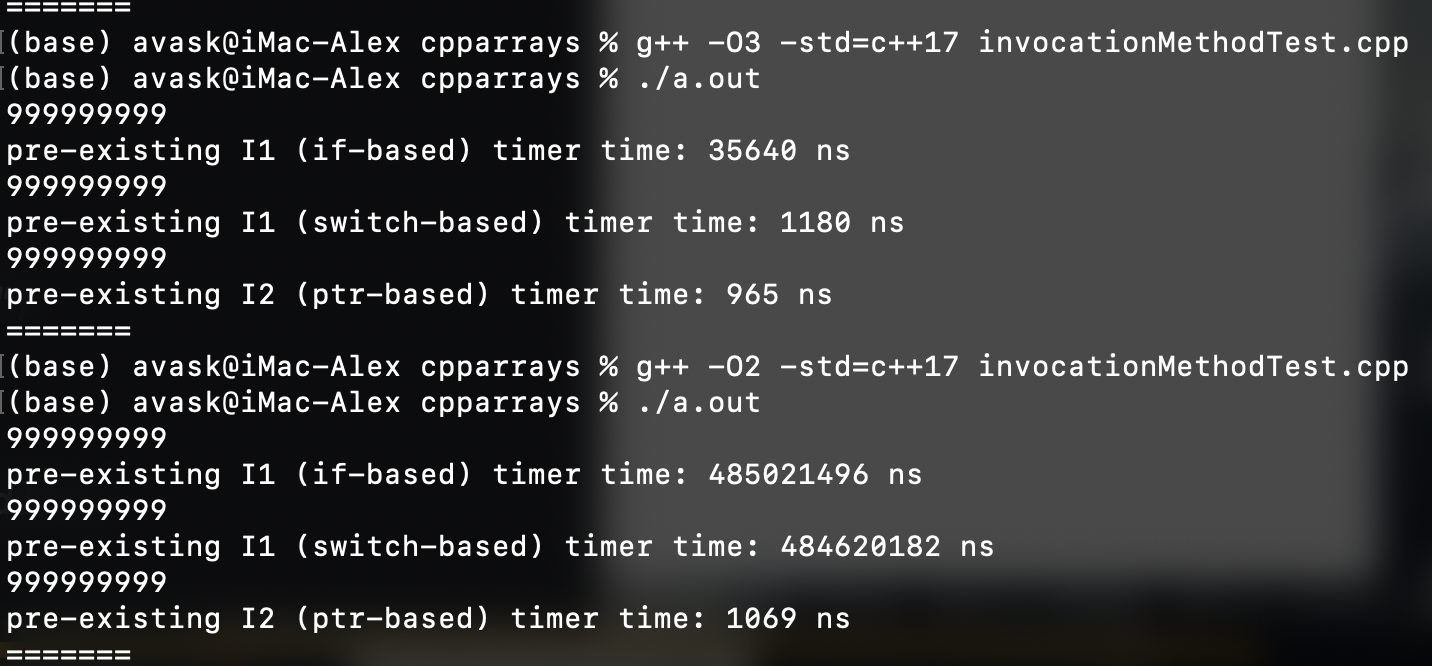 =======
(base) avask@iMac-Alex cpparrays % g++ -O3 -std=c++17 invocationMethodTest.cpp
(base) avask@iMac-Alex cpparrays % ./a.out
999999999
pre-existing I1 (if-based) timer time: 35640 ns
999999999
pre-existing I1 (switch-based) timer time: 1180 ns
999999999
pre-existing I2 (ptr-based) timer time: 965 ns
=======
(base) avask@iMac-Alex cpparrays % g++ -O2 -std=c++17 invocationMethodTest.cpp
(base) avask@iMac-Alex cpparrays % ./a.out
999999999
pre-existing I1 (if-based) timer time: 485021496 ns
999999999
pre-existing I1 (switch-based) timer time: 484620182 ns
999999999
pre-existing I2 (ptr-based) timer time: 1069 ns
=======